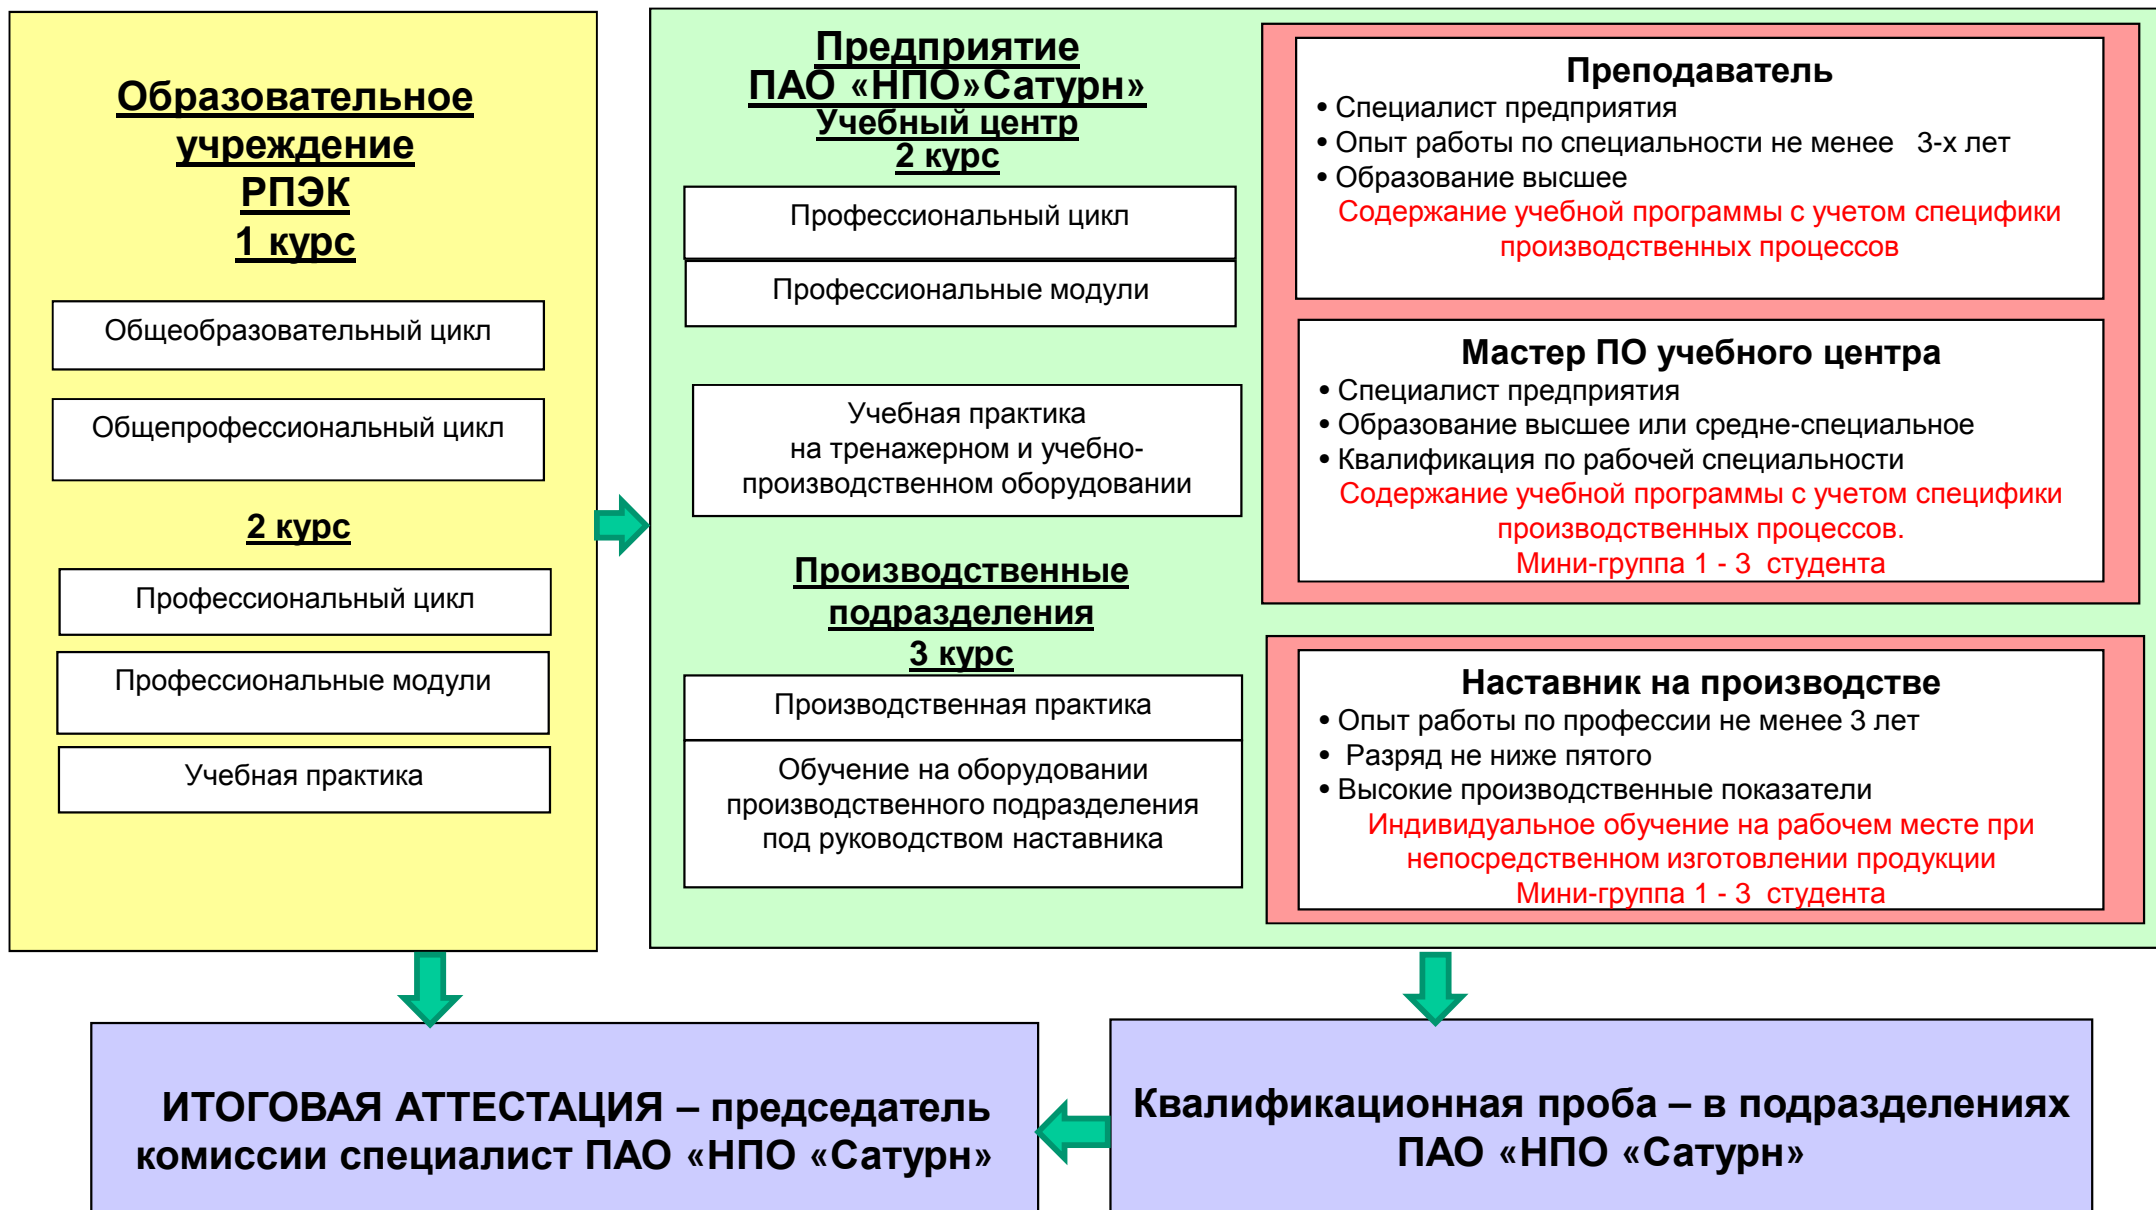 Образовательное
учреждение
РПЭК
1 курс
Общеобразовательный цикл
Общепрофессиональный цикл
2 курс
Профессиональный цикл
Профессиональные модули
Учебная практика
Предприятие
ПАО «НПО»Сатурн»
Учебный центр
2 курс
Профессиональный цикл
Профессиональные модули
Учебная практика
на тренажерном и учебно-
производственном оборудовании
Производственные
подразделения
3 курс
Производственная практика
Обучение на оборудовании
производственного подразделения
под руководством наставника
Преподаватель
• Специалист предприятия
• Опыт работы по специальности не менее 3-х лет
• Образование высшее
Содержание учебной программы с учетом специфики
производственных процессов
Мастер ПО учебного центра
• Специалист предприятия
• Образование высшее или средне-специальное
• Квалификация по рабочей специальности
Содержание учебной программы с учетом специфики
производственных процессов.
Мини-группа 1 - 3 студента
Наставник на производстве
• Опыт работы по профессии не менее 3 лет
• Разряд не ниже пятого
• Высокие производственные показатели
Индивидуальное обучение на рабочем месте при
непосредственном изготовлении продукции
Мини-группа 1 - 3 студента
ИТОГОВАЯ АТТЕСТАЦИЯ – председатель
комиссии специалист ПАО «НПО «Сатурн»
Квалификационная проба – в подразделениях
ПАО «НПО «Сатурн»